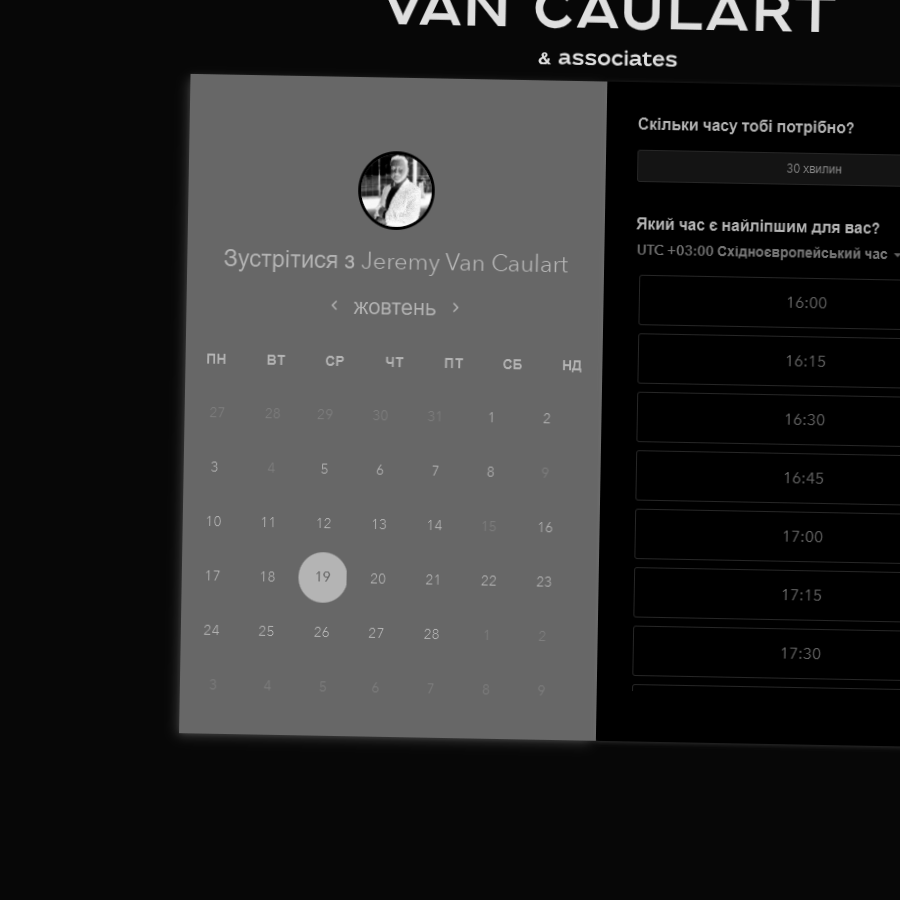 VAN CAULART
& associates
Зустрітися з Jeremy Van Caulart
‹ жовтень ›
ПН ВТ СР ЧТ ПТ СБ НД
27 28 29 30 31 1 2
3 4 5 6 7 8 9
10 11 12 13 14 15 16
17 18 19 20 21 22 23
24 25 26 27 28 1 2
3 4 5 6 7 8 9
Скільки часу тобі потрібно?
30 хвилин
Який час є найліпшим для вас?
UTC +03:00 Східноєвропейський час
16:00
16:15
16:30
16:45
17:00
17:15
17:30